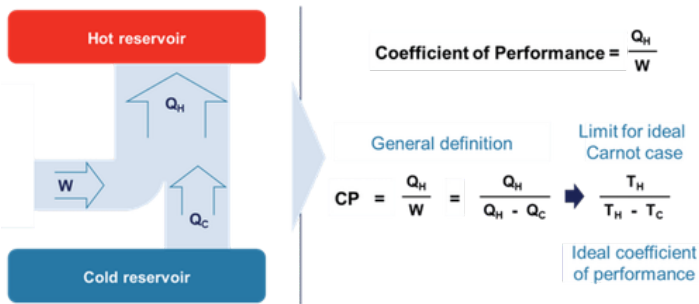 Hot reservoir
Q_H
W
Q_C
Cold reservoir
Coefficient of Performance = Q_H / W
General definition
Limit for ideal
Carnot case
CP = Q_H / W = Q_H / (Q_H - Q_C) → T_H / (T_H - T_C)
Ideal coefficient
of performance